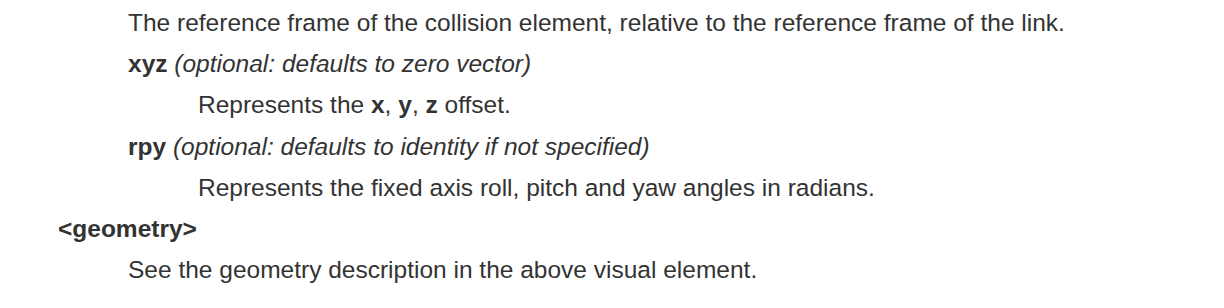 The reference frame of the collision element, relative to the reference frame of the link.
xyz (optional: defaults to zero vector)
Represents the x, y, z offset.
rpy (optional: defaults to identity if not specified)
Represents the fixed axis roll, pitch and yaw angles in radians.
<geometry>
See the geometry description in the above visual element.